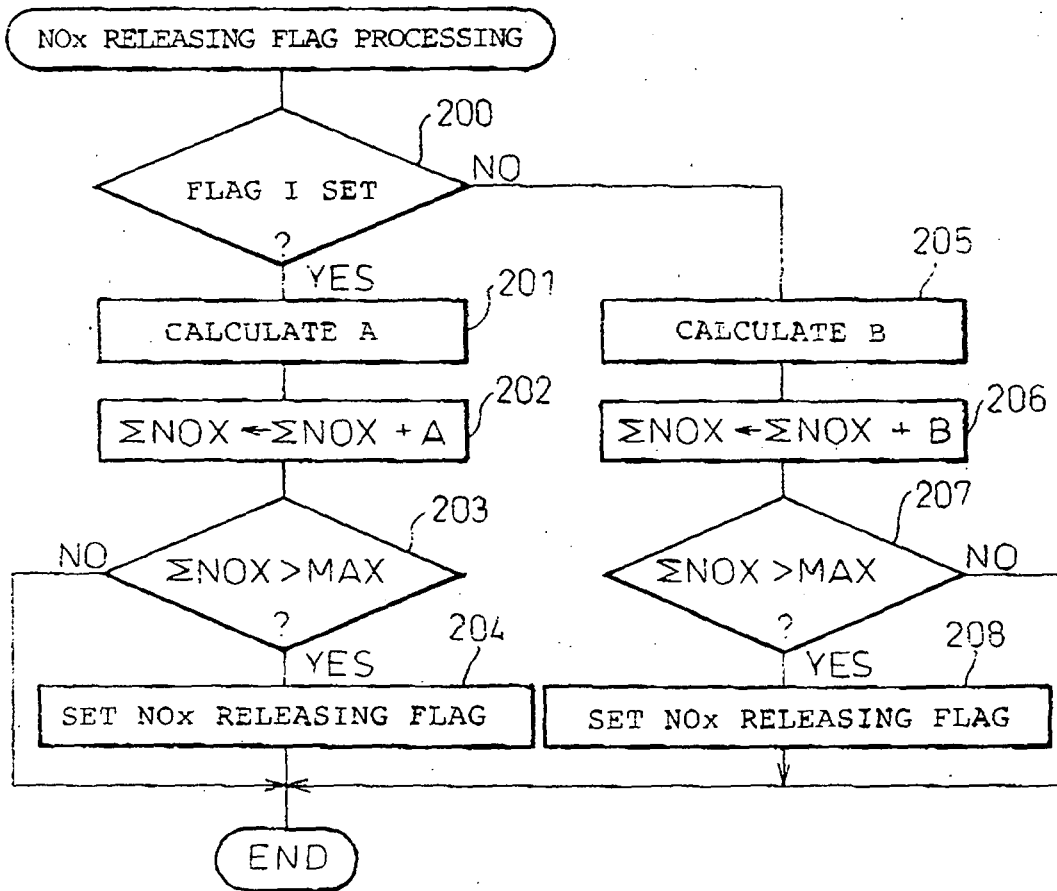 NOx RELEASING FLAG PROCESSING
200
FLAG I SET
?
NO
YES
201
CALCULATE A
202
ΣNOX ← ΣNOX + A
203
ΣNOX > MAX
?
NO
YES
204
SET NOx RELEASING FLAG
205
CALCULATE B
206
ΣNOX ← ΣNOX + B
207
ΣNOX > MAX
?
NO
YES
208
SET NOx RELEASING FLAG
END